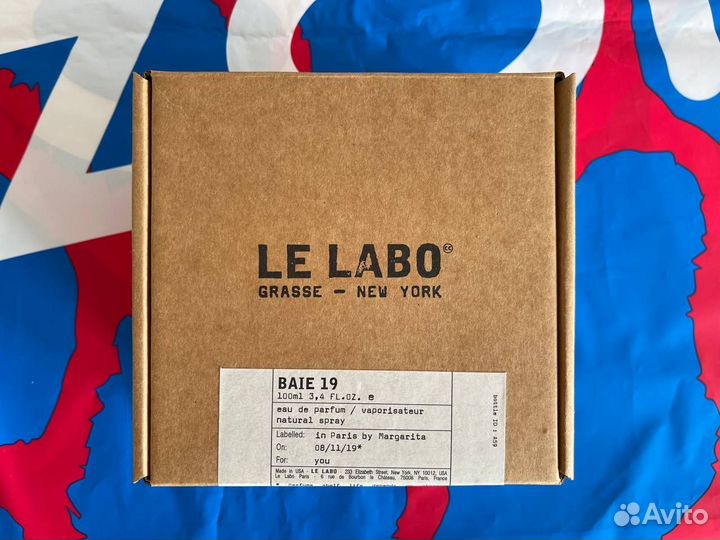 LE LABO
GRASSE — NEW YORK
BAIE 19
100ml 3,4 FL.OZ. e
eau de parfum / vaporisateur
natural spray
Labelled: in Paris by Margarita
On: 08/11/19*
For: you
Made in USA - LE LABO - 233 Elizabeth Street, New York, NY, 10012, USA
Le Labo Paris - 6 rue de Bourbon le Château, 75006 Paris, France
bottle ID : A59
Avito